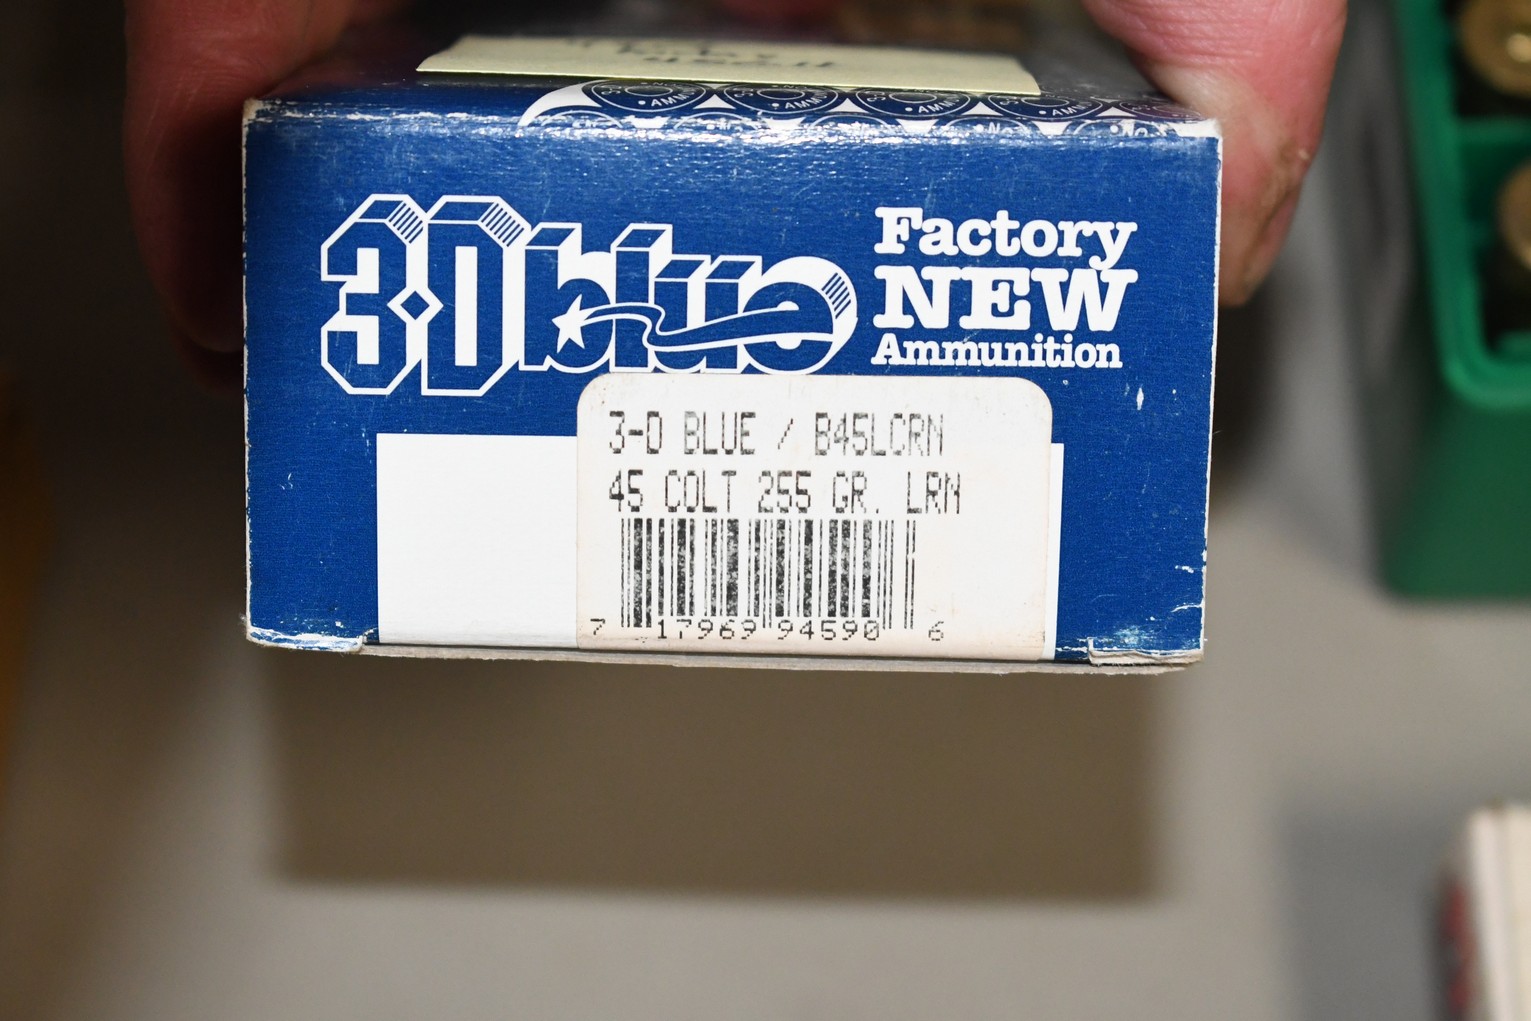 3·D blue
Factory
NEW
Ammunition
3-D BLUE / B45LCRN
45 COLT 255 GR. LRN
7 17969 94590 6